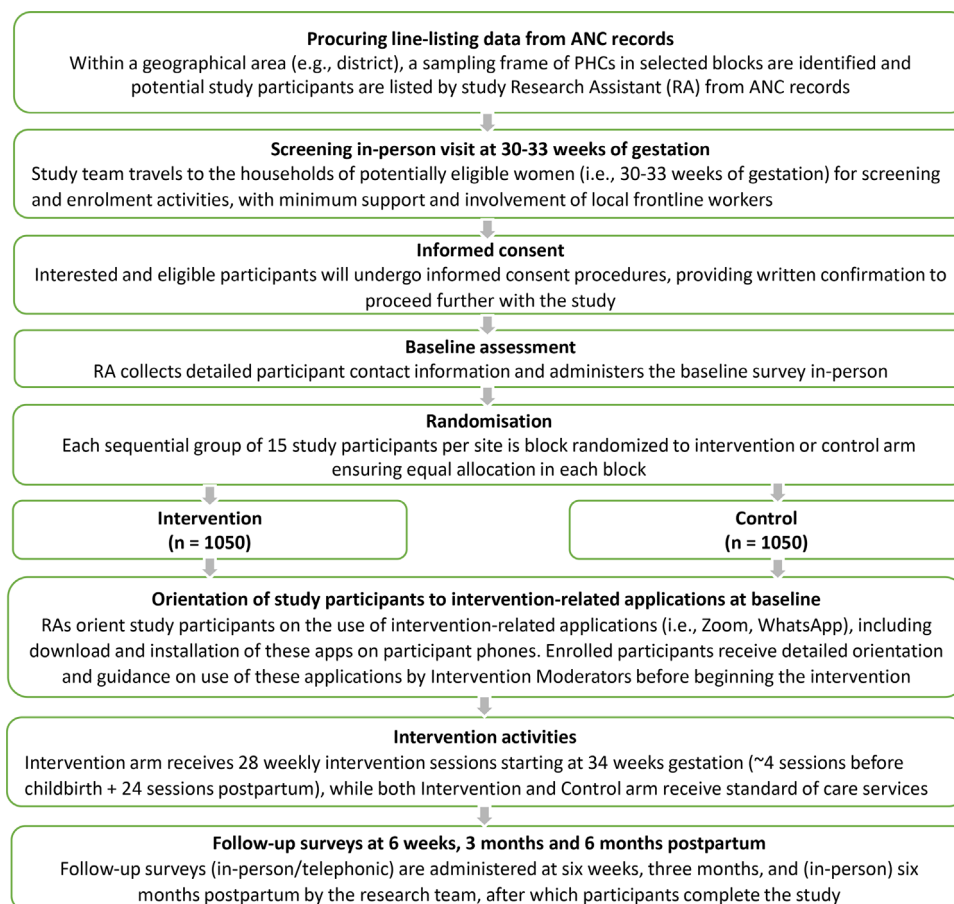 Procuring line-listing data from ANC records
Within a geographical area (e.g., district), a sampling frame of PHCs in selected blocks are identified and
potential study participants are listed by study Research Assistant (RA) from ANC records
Screening in-person visit at 30-33 weeks of gestation
Study team travels to the households of potentially eligible women (i.e., 30-33 weeks of gestation) for screening
and enrolment activities, with minimum support and involvement of local frontline workers
Informed consent
Interested and eligible participants will undergo informed consent procedures, providing written confirmation to
proceed further with the study
Baseline assessment
RA collects detailed participant contact information and administers the baseline survey in-person
Randomisation
Each sequential group of 15 study participants per site is block randomized to intervention or control arm
ensuring equal allocation in each block
Intervention
(n = 1050)
Control
(n = 1050)
Orientation of study participants to intervention-related applications at baseline
RAs orient study participants on the use of intervention-related applications (i.e., Zoom, WhatsApp), including
download and installation of these apps on participant phones. Enrolled participants receive detailed orientation
and guidance on use of these applications by Intervention Moderators before beginning the intervention
Intervention activities
Intervention arm receives 28 weekly intervention sessions starting at 34 weeks gestation (~4 sessions before
childbirth + 24 sessions postpartum), while both Intervention and Control arm receive standard of care services
Follow-up surveys at 6 weeks, 3 months and 6 months postpartum
Follow-up surveys (in-person/telephonic) are administered at six weeks, three months, and (in-person) six
months postpartum by the research team, after which participants complete the study